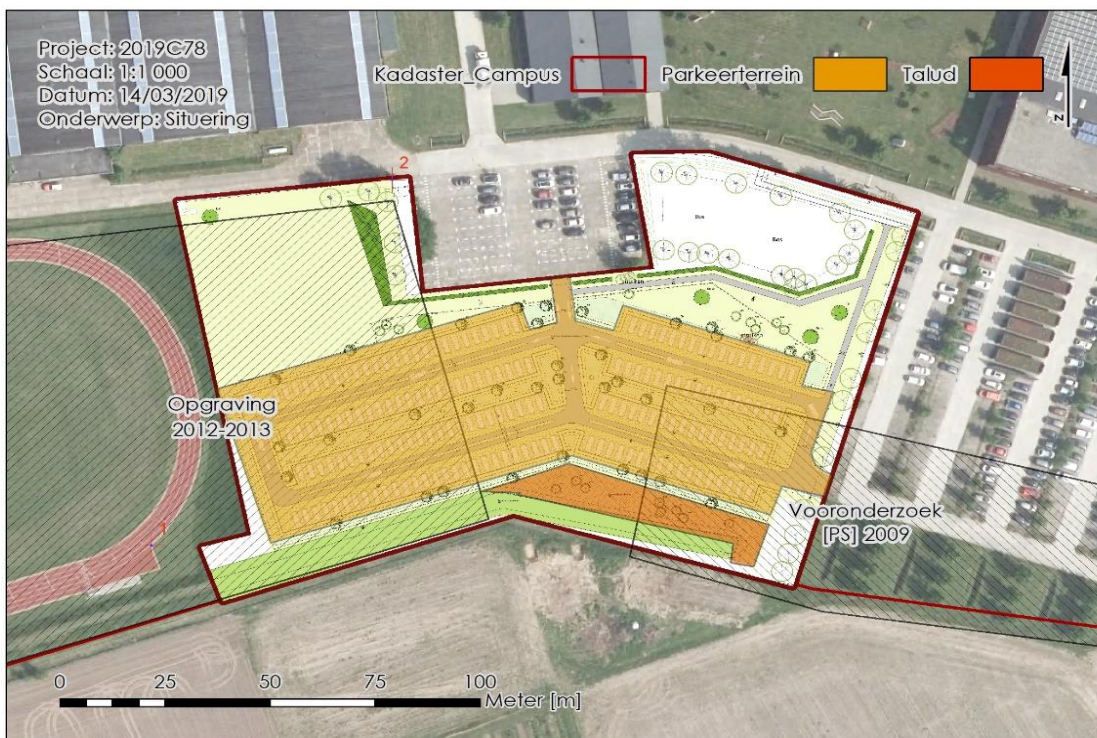 Project: 2019C78
Schaal: 1:1 000
Datum: 14/03/2019
Onderwerp: Situering
Kadaster_Campus
Parkeerterrein
Talud
N
2
Bus
Opgraving
2012-2013
Vooronderzoek
[PS] 2009
1
0 25 50 75 100
Meter [m]